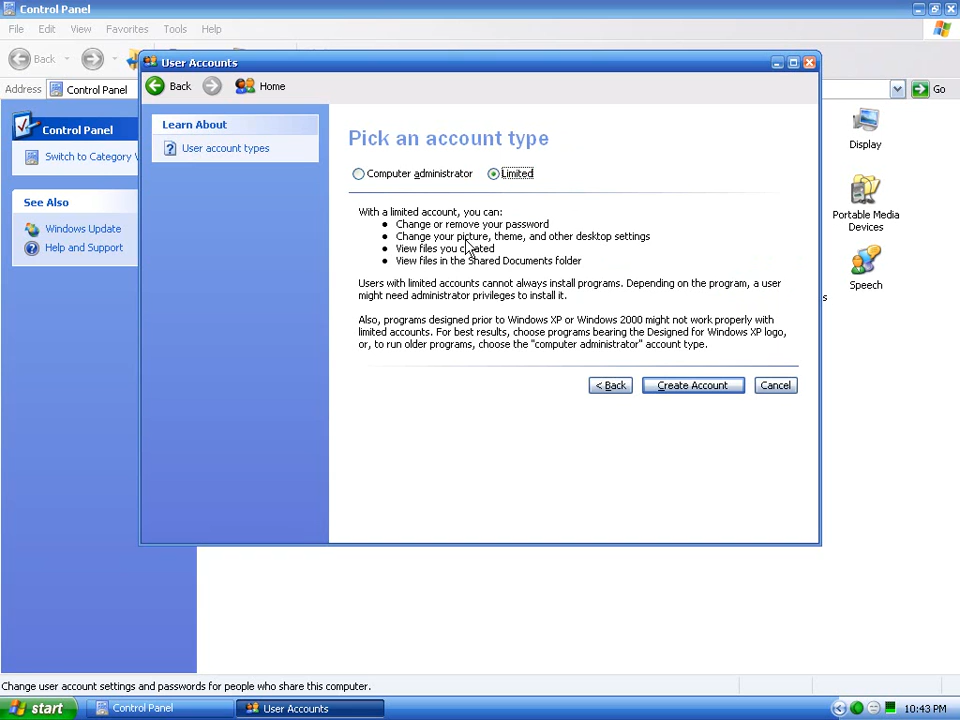 Control Panel
File Edit View Favorites Tools Help
Back
Address Control Panel Go
User Accounts
Back Home
Learn About
User account types
Pick an account type
Computer administrator Limited
With a limited account, you can:
• Change or remove your password
• Change your picture, theme, and other desktop settings
• View files you created
• View files in the Shared Documents folder
Users with limited accounts cannot always install programs. Depending on the program, a user
might need administrator privileges to install it.
Also, programs designed prior to Windows XP or Windows 2000 might not work properly with
limited accounts. For best results, choose programs bearing the Designed for Windows XP logo,
or, to run older programs, choose the "computer administrator" account type.
< Back Create Account Cancel
Control Panel
Switch to Category
See Also
Windows Update
Help and Support
Display
Portable Media
Devices
Speech
Change user account settings and passwords for people who share this computer.
start Control Panel User Accounts 10:43 PM